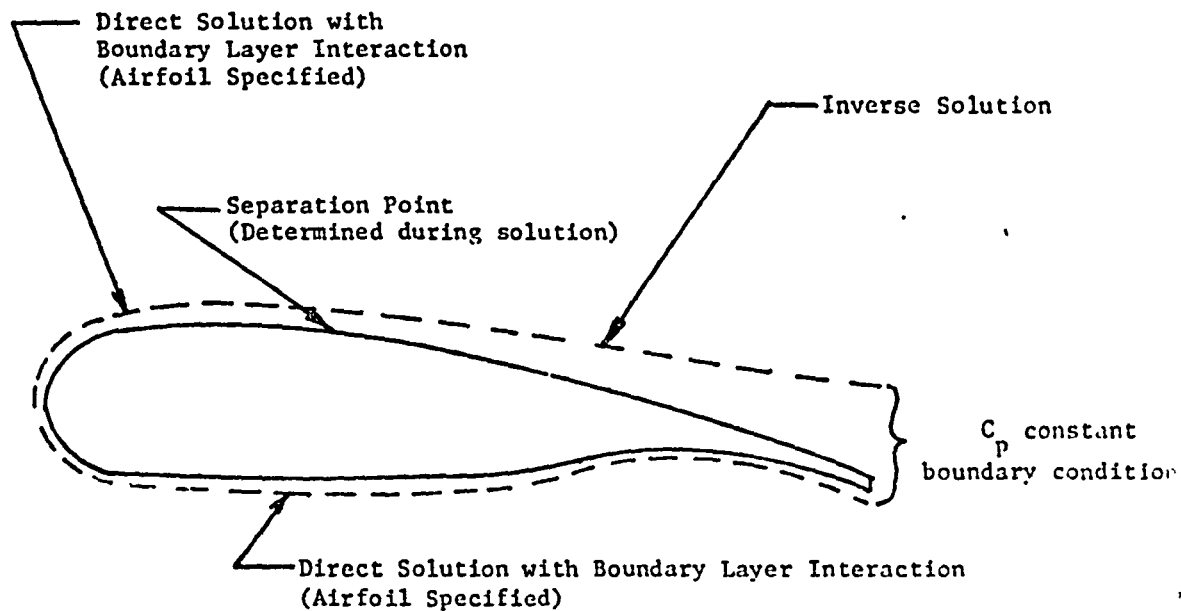 Direct Solution with
Boundary Layer Interaction
(Airfoil Specified)
Inverse Solution
Separation Point
(Determined during solution)
C_p constant
boundary condition
Direct Solution with Boundary Layer Interaction
(Airfoil Specified)